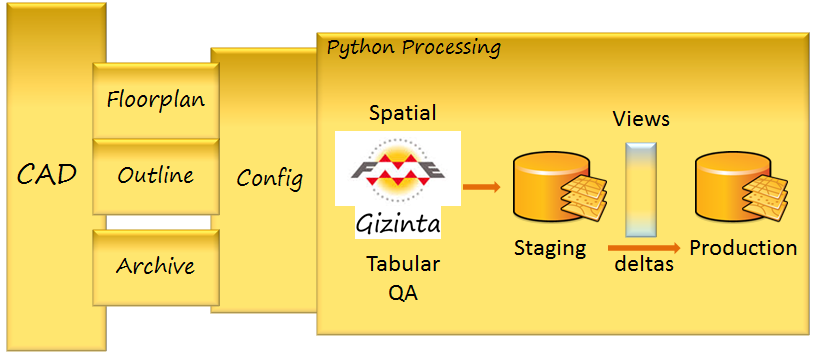 CAD
Floorplan
Outline
Archive
Config
Python Processing
Spatial
FME
Gizinta
Tabular
QA
Staging
Views
deltas
Production